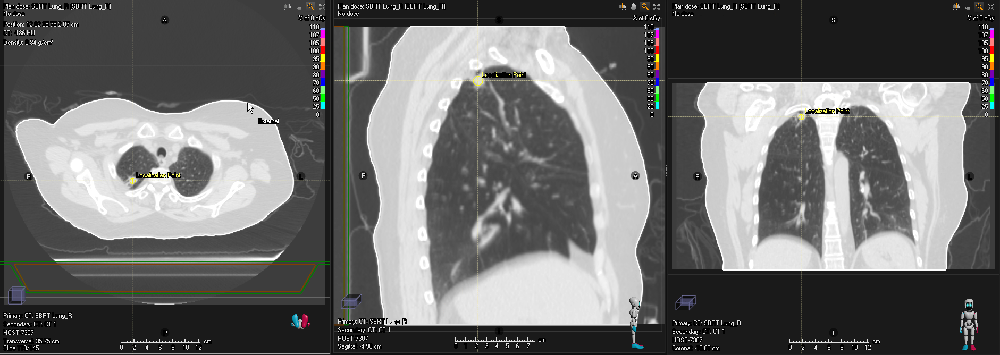 Plan dose: SBRT Lung_R (SBRT Lung_R)
No dose
Position: 12.82 35.75 2.07 cm
CT: -186 HU
Density: 0.84 g/cm³
% of 0 cGy
110
107
105
100
95
90
80
70
60
50
25
0
A
R
L
P
External
Localization Point
Primary: CT: SBRT Lung_R
Secondary: CT: CT 1
HOST-7307
Transversal: 35.75 cm
Slice 119/145
0 2 4 6 8 10 12 cm
Plan dose: SBRT Lung_R (SBRT Lung_R)
No dose
% of 0 cGy
110
107
105
100
95
90
80
70
60
50
25
0
S
P
A
I
Localization Point
Primary: CT: SBRT Lung_R
Secondary: CT: CT 1
HOST-7307
Sagittal: -4.98 cm
0 1 2 3 4 5 6 7 cm
Plan dose: SBRT Lung_R (SBRT Lung_R)
No dose
% of 0 cGy
110
107
105
100
95
90
80
70
60
50
25
0
S
R
L
I
Localization Point
Primary: CT: SBRT Lung_R
Secondary: CT: CT 1
HOST-7307
Coronal: -10.06 cm
0 2 4 6 8 10 12 cm